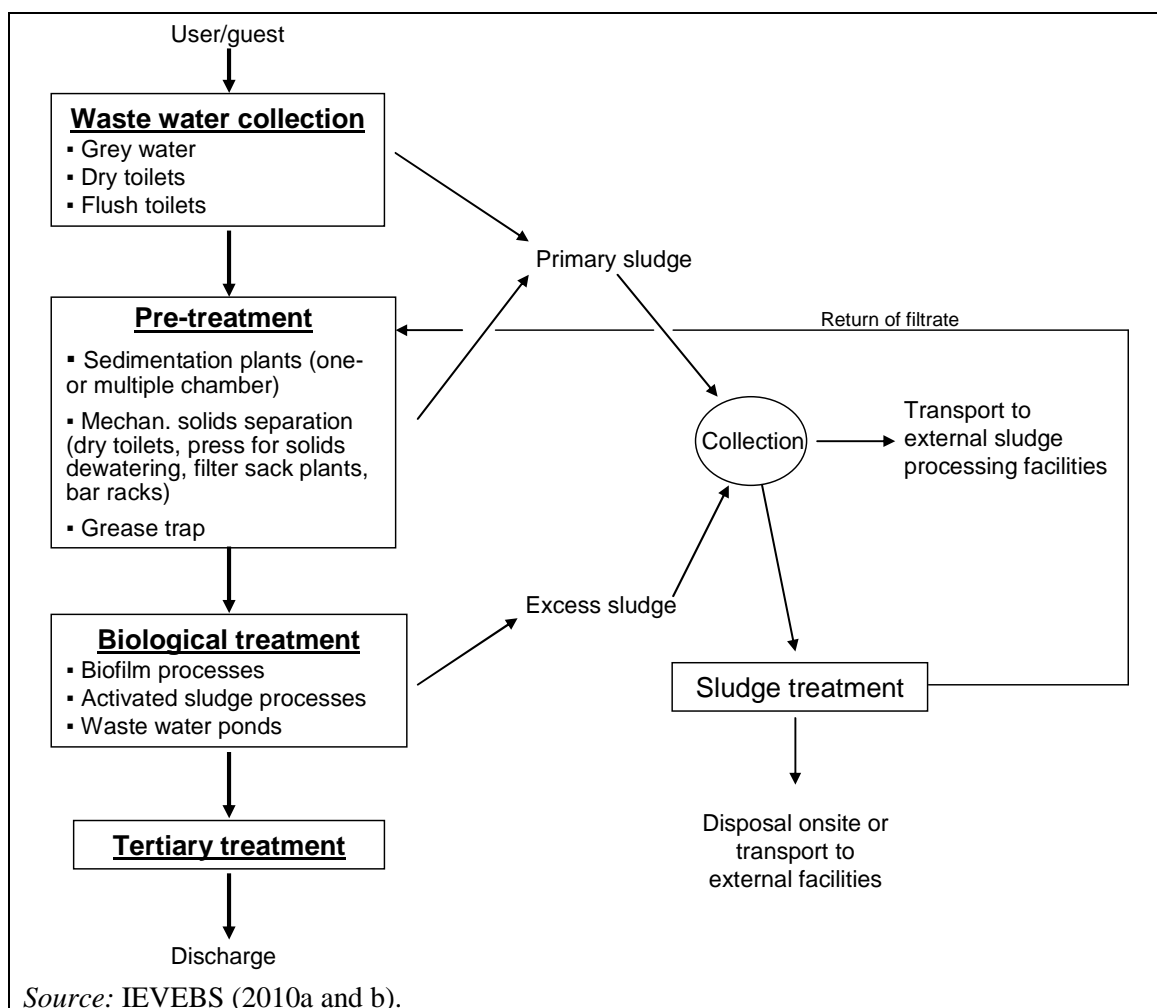 User/guest
Waste water collection
▪ Grey water
▪ Dry toilets
▪ Flush toilets
Primary sludge
Pre-treatment
▪ Sedimentation plants (one-
or multiple chamber)
▪ Mechan. solids separation
(dry toilets, press for solids
dewatering, filter sack plants,
bar racks)
▪ Grease trap
Return of filtrate
Collection
Transport to
external sludge
processing facilities
Excess sludge
Biological treatment
▪ Biofilm processes
▪ Activated sludge processes
▪ Waste water ponds
Sludge treatment
Tertiary treatment
Disposal onsite or
transport to
external facilities
Discharge
Source: IEVEBS (2010a and b).